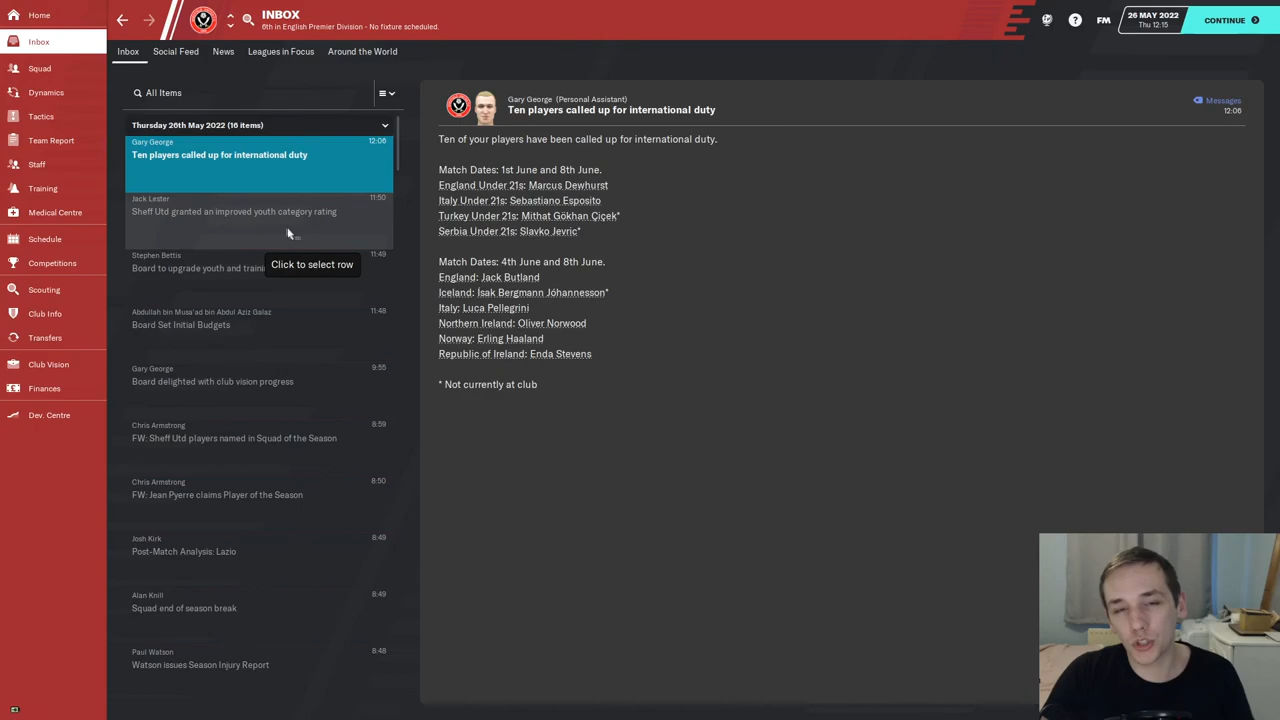 Home
Inbox
Squad
Dynamics
Tactics
Team Report
Staff
Training
Medical Centre
Schedule
Competitions
Scouting
Club Info
Transfers
Club Vision
Finances
Dev. Centre
INBOX
6th in English Premier Division - No fixture scheduled.
FM
26 MAY 2022
Thu 12:15
CONTINUE
Inbox
Social Feed
News
Leagues in Focus
Around the World
All Items
Thursday 26th May 2022 (16 items)
Gary George 12:06
Ten players called up for international duty
Jack Lester 11:50
Sheff Utd granted an improved youth category rating
Stephen Bettis 11:49
Board to upgrade youth and traini
Click to select row
Abdullah bin Musa'ad bin Abdul Aziz Galaz 11:48
Board Set Initial Budgets
Gary George 9:55
Board delighted with club vision progress
Chris Armstrong 8:59
FW: Sheff Utd players named in Squad of the Season
Chris Armstrong 8:50
FW: Jean Pyerre claims Player of the Season
Josh Kirk 8:49
Post-Match Analysis: Lazio
Alan Knill 8:49
Squad end of season break
Paul Watson 8:48
Watson issues Season Injury Report
Gary George (Personal Assistant)
Ten players called up for international duty
Messages
12:06
Ten of your players have been called up for international duty.
Match Dates: 1st June and 8th June.
England Under 21s: Marcus Dewhurst
Italy Under 21s: Sebastiano Esposito
Turkey Under 21s: Mithat Gökhan Çiçek*
Serbia Under 21s: Slavko Jevric*
Match Dates: 4th June and 8th June.
England: Jack Butland
Iceland: Ísak Bergmann Jóhannesson*
Italy: Luca Pellegrini
Northern Ireland: Oliver Norwood
Norway: Erling Haaland
Republic of Ireland: Enda Stevens
* Not currently at club